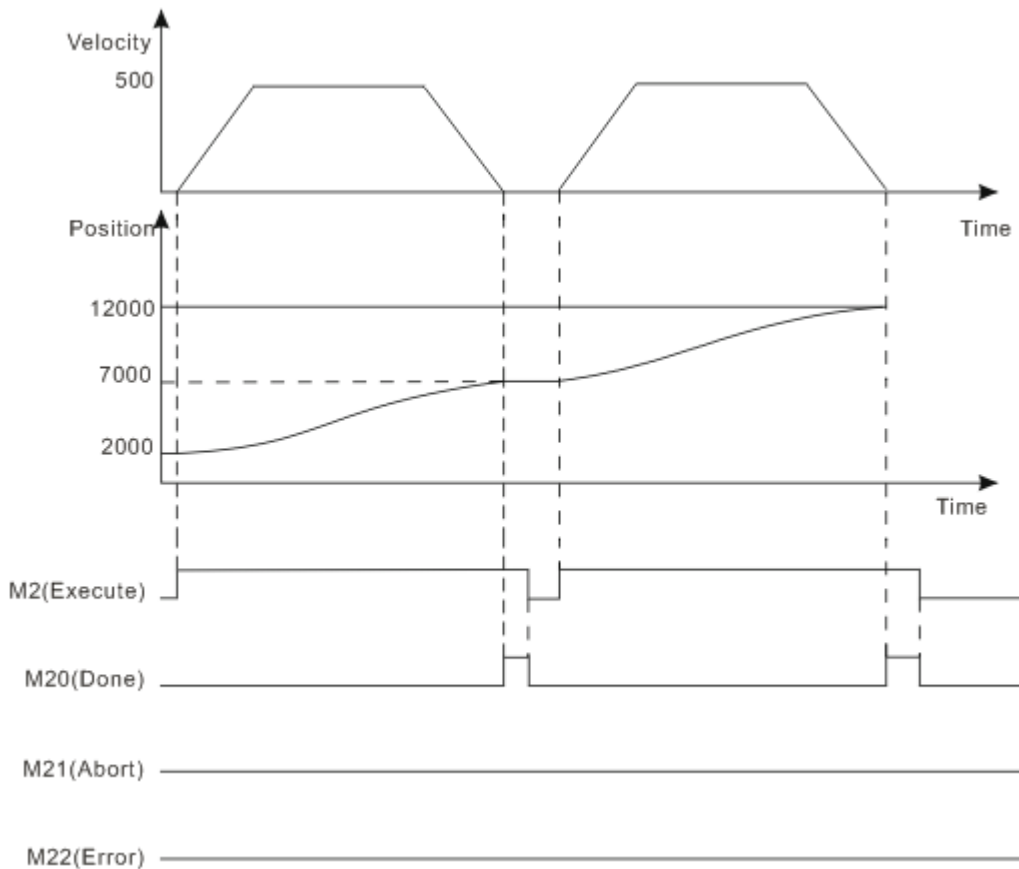 Velocity
500
Position
Time
12000
7000
2000
Time
M2(Execute)
M20(Done)
M21(Abort)
M22(Error)